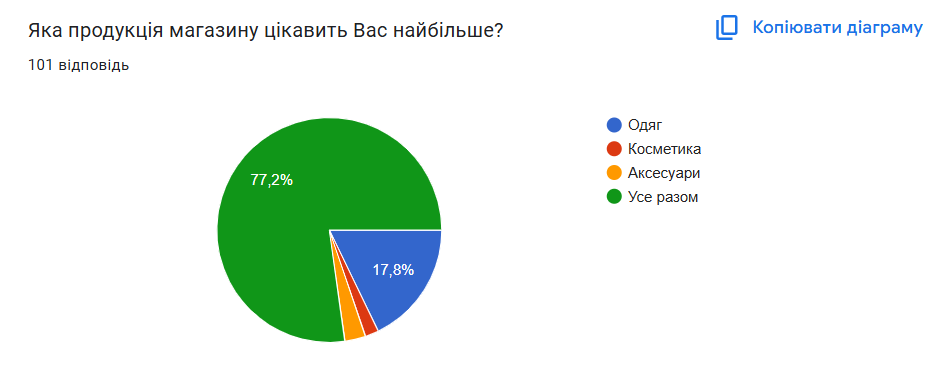 Яка продукція магазину цікавить Вас найбільше?
Копіювати діаграму
101 відповідь
77,2%
17,8%
Одяг
Косметика
Аксесуари
Усе разом